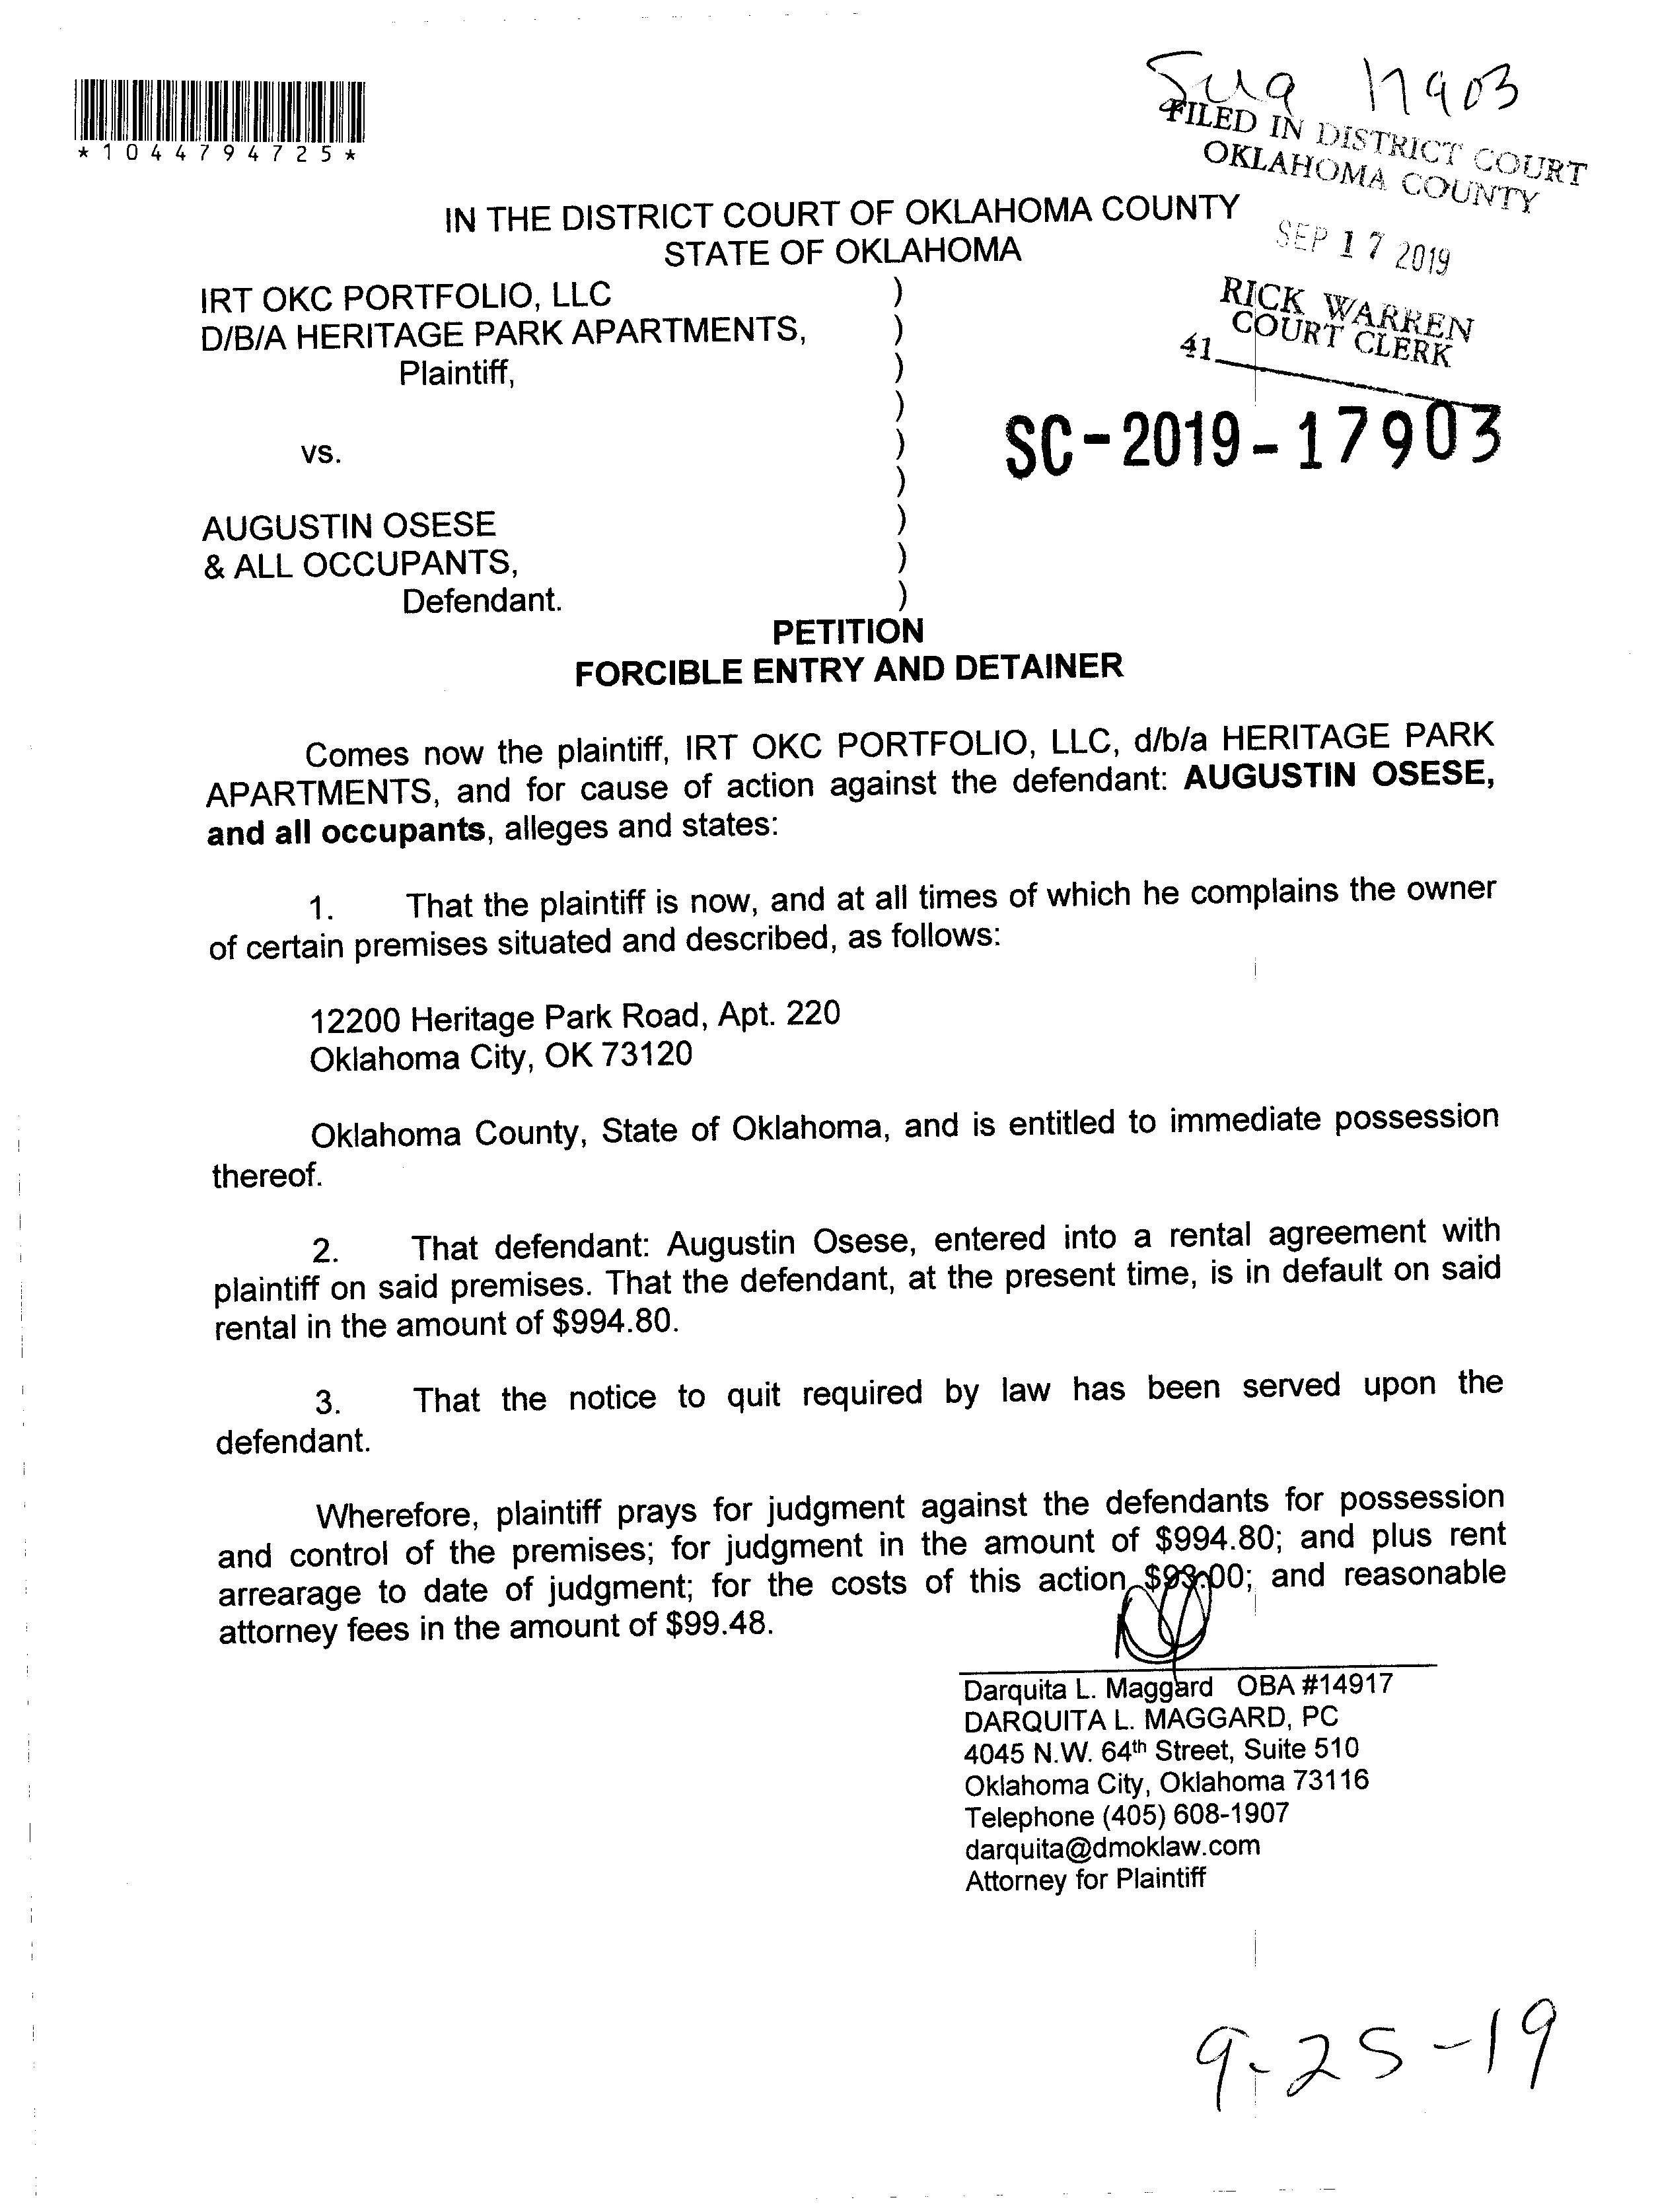 17903
*1044794725*
FILED IN DISTRICT COURT
OKLAHOMA COUNTY
IN THE DISTRICT COURT OF OKLAHOMA COUNTY
STATE OF OKLAHOMA
SEP 17 2019
RICK WARREN
COURT CLERK
41
IRT OKC PORTFOLIO, LLC )
D/B/A HERITAGE PARK APARTMENTS, )
Plaintiff, )
)
vs. )
)
SC-2019-17903
AUGUSTIN OSESE )
& ALL OCCUPANTS, )
Defendant. )
PETITION
FORCIBLE ENTRY AND DETAINER
Comes now the plaintiff, IRT OKC PORTFOLIO, LLC, d/b/a HERITAGE PARK
APARTMENTS, and for cause of action against the defendant: AUGUSTIN OSESE,
and all occupants, alleges and states:
1. That the plaintiff is now, and at all times of which he complains the owner
of certain premises situated and described, as follows:
12200 Heritage Park Road, Apt. 220
Oklahoma City, OK 73120
Oklahoma County, State of Oklahoma, and is entitled to immediate possession
thereof.
2. That defendant: Augustin Osese, entered into a rental agreement with
plaintiff on said premises. That the defendant, at the present time, is in default on said
rental in the amount of $994.80.
3. That the notice to quit required by law has been served upon the
defendant.
Wherefore, plaintiff prays for judgment against the defendants for possession
and control of the premises; for judgment in the amount of $994.80; and plus rent
arrearage to date of judgment; for the costs of this action $93.00; and reasonable
attorney fees in the amount of $99.48.
Darquita L. Maggard OBA #14917
DARQUITA L. MAGGARD, PC
4045 N.W. 64th Street, Suite 510
Oklahoma City, Oklahoma 73116
Telephone (405) 608-1907
darquita@dmoklaw.com
Attorney for Plaintiff
9-25-19